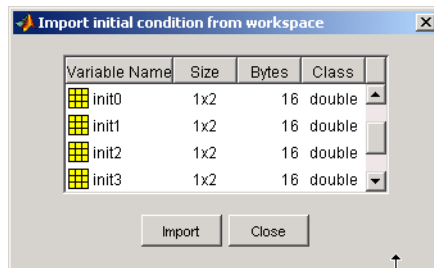 Import initial condition from workspace
Variable Name Size Bytes Class
init0 1x2 16 double
init1 1x2 16 double
init2 1x2 16 double
init3 1x2 16 double
Import Close